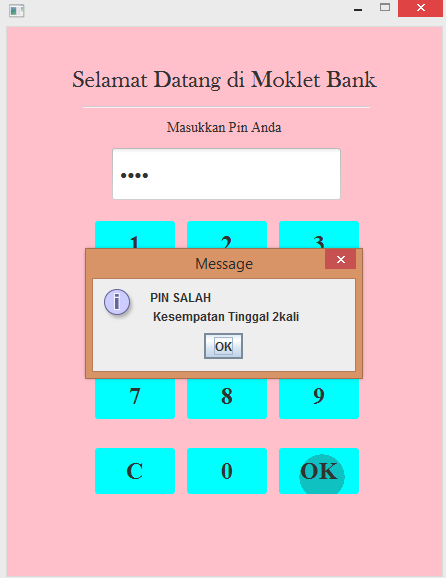 Selamat Datang di Moklet Bank
Masukkan Pin Anda
••••
1 2 3
Message
i
PIN SALAH
Kesempatan Tinggal 2kali
OK
7 8 9
C 0 OK